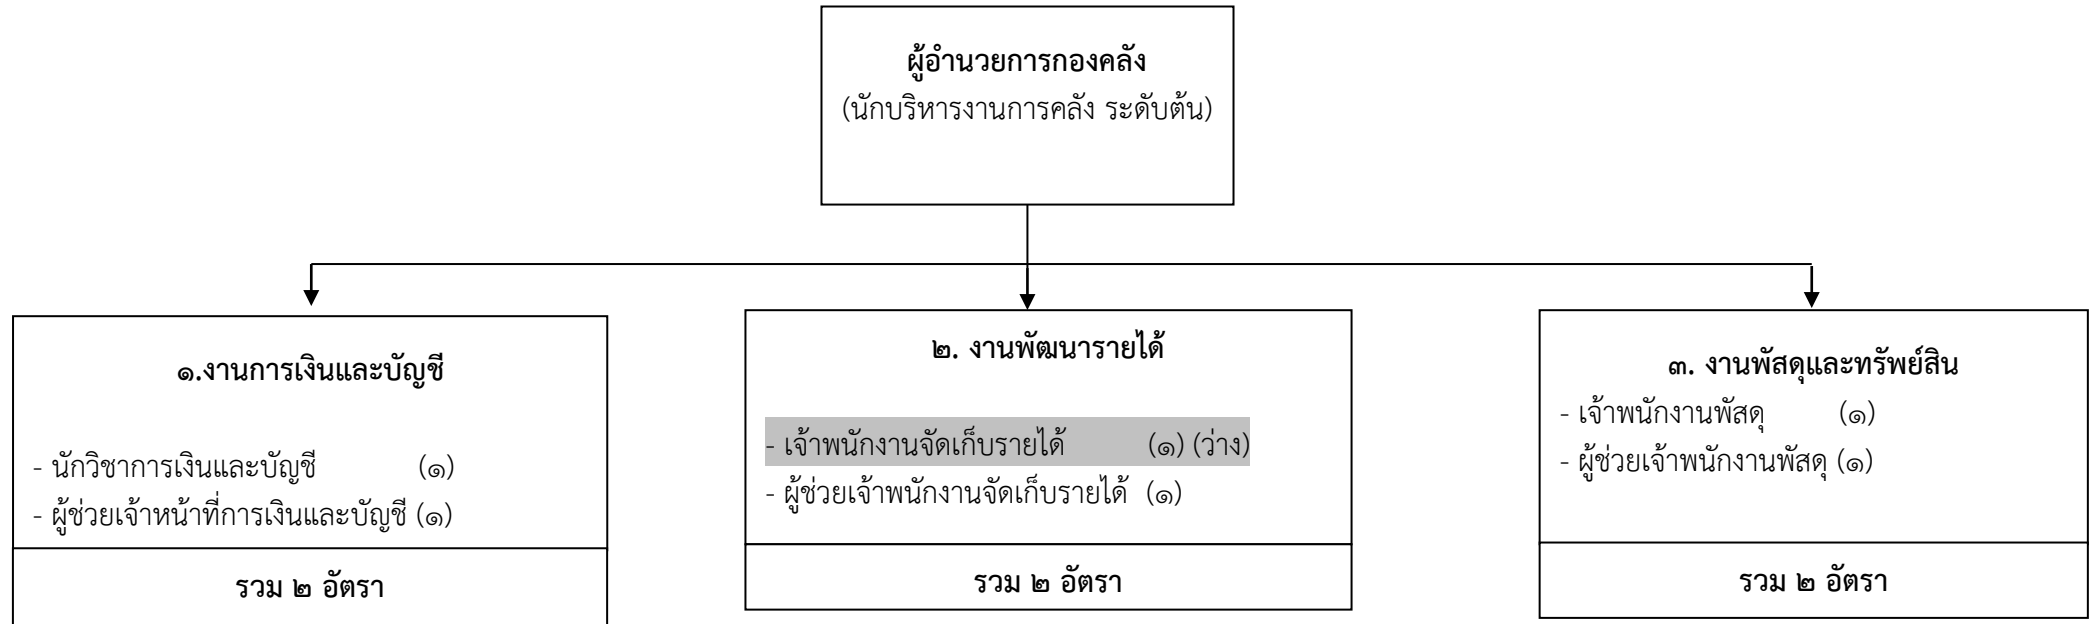 ผู้อำนวยการกองคลัง
(นักบริหารงานการคลัง ระดับต้น)
๑.งานการเงินและบัญชี
- นักวิชาการเงินและบัญชี (๑)
- ผู้ช่วยเจ้าหน้าที่การเงินและบัญชี (๑)
รวม ๒ อัตรา
๒. งานพัฒนารายได้
- เจ้าพนักงานจัดเก็บรายได้ (๑) (ว่าง)
- ผู้ช่วยเจ้าพนักงานจัดเก็บรายได้ (๑)
รวม ๒ อัตรา
๓. งานพัสดุและทรัพย์สิน
- เจ้าพนักงานพัสดุ (๑)
- ผู้ช่วยเจ้าพนักงานพัสดุ (๑)
รวม ๒ อัตรา